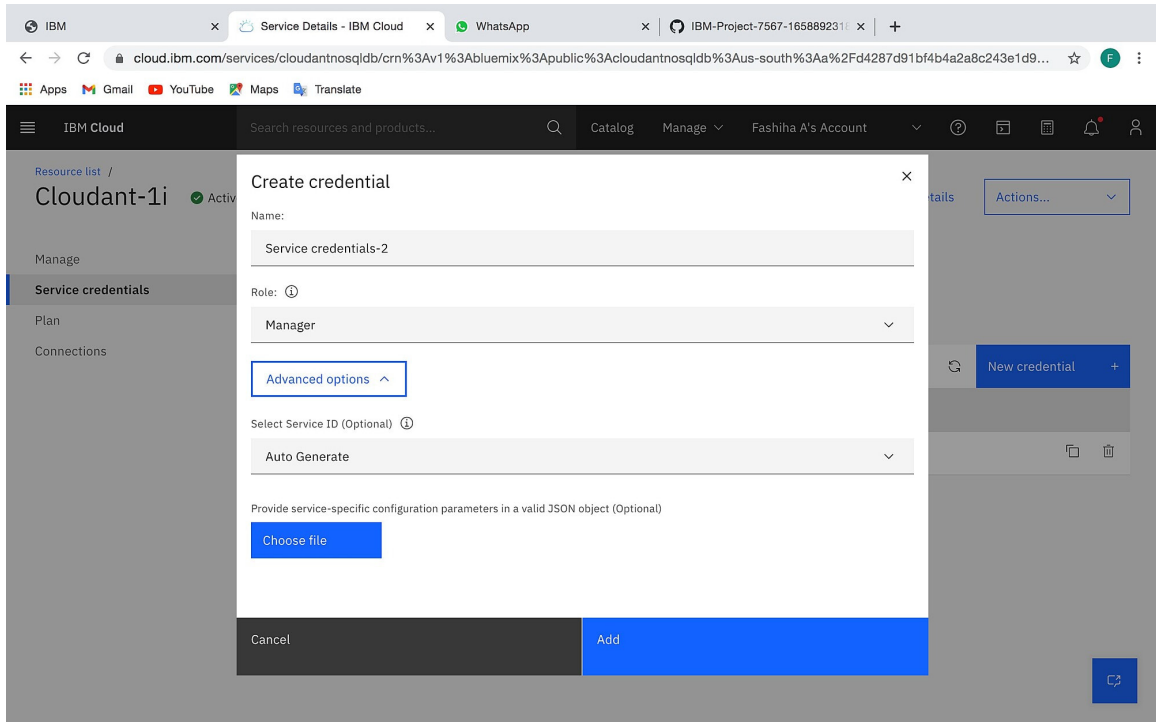 IBM
Service Details - IBM Cloud
WhatsApp
IBM-Project-7567-1658892318
cloud.ibm.com/services/cloudantnosqldb/crn%3Av1%3Abluemix%3Apublic%3Acloudantnosqldb%3Aus-south%3Aa%2Fd4287d91bf4b4a2a8c243e1d9...
F
Apps Gmail YouTube Maps Translate
IBM Cloud
Search resources and products...
Catalog Manage Fashiha A's Account
Resource list /
Cloudant-1i Activ
tails
Actions...
Manage
Service credentials
Plan
Connections
New credential +
Create credential
Name:
Service credentials-2
Role:
Manager
Advanced options
Select Service ID (Optional)
Auto Generate
Provide service-specific configuration parameters in a valid JSON object (Optional)
Choose file
Cancel
Add